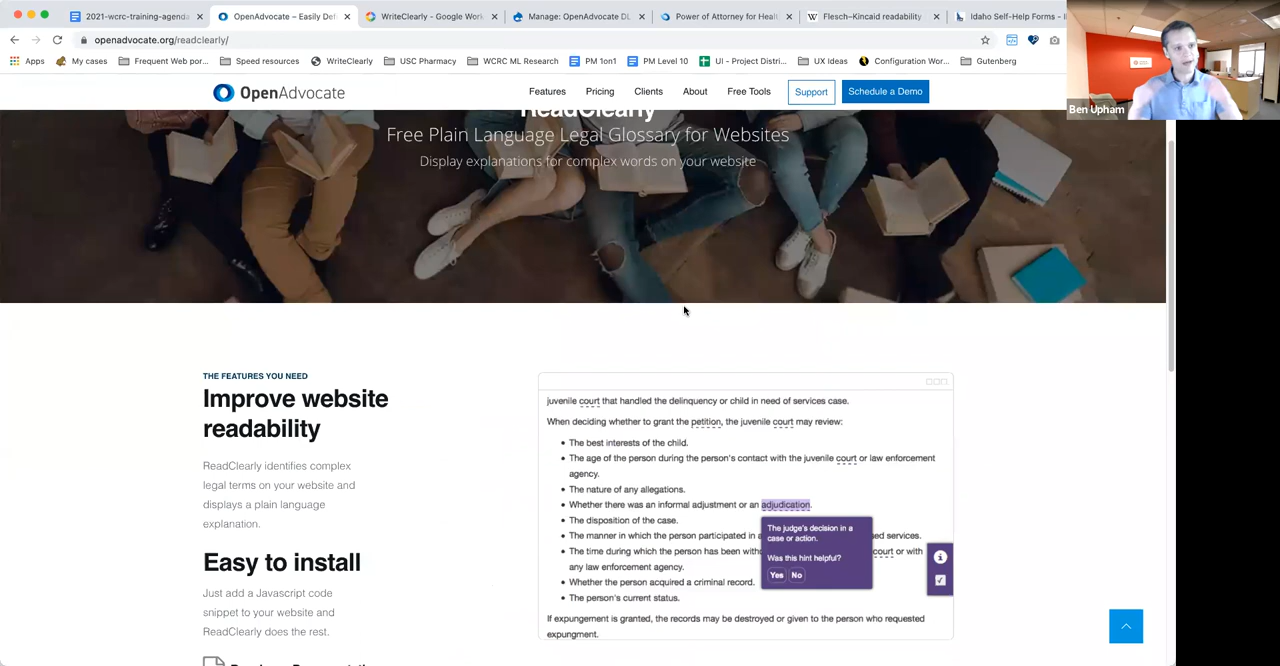 2021-wcrc-training-agenda
OpenAdvocate – Easily Def
WriteClearly - Google Work
Manage: OpenAdvocate DL
Power of Attorney for Healt
Flesch–Kincaid readability
Idaho Self-Help Forms - I
openadvocate.org/readclearly/
Apps
My cases
Frequent Web por...
Speed resources
WriteClearly
USC Pharmacy
WCRC ML Research
PM 1on1
PM Level 10
UI - Project Distri...
UX Ideas
Configuration Wor...
Gutenberg
Ben Upham
OpenAdvocate
Features
Pricing
Clients
About
Free Tools
Support
Schedule a Demo
ReadClearly
Free Plain Language Legal Glossary for Websites
Display explanations for complex words on your website
THE FEATURES YOU NEED
Improve website
readability
ReadClearly identifies complex
legal terms on your website and
displays a plain language
explanation.
Easy to install
Just add a Javascript code
snippet to your website and
ReadClearly does the rest.
juvenile court that handled the delinquency or child in need of services case.
When deciding whether to grant the petition, the juvenile court may review:
The best interests of the child.
The age of the person during the person's contact with the juvenile court or law enforcement
agency.
The nature of any allegations.
Whether there was an informal adjustment or an adjudication.
The disposition of the case.
The manner in which the person participated in a
ed services.
The time during which the person has been witho
court or with
any law enforcement agency.
Whether the person acquired a criminal record.
The person's current status.
The judge's decision in a
case or action.
Was this hint helpful?
Yes No
If expungement is granted, the records may be destroyed or given to the person who requested
expungment.